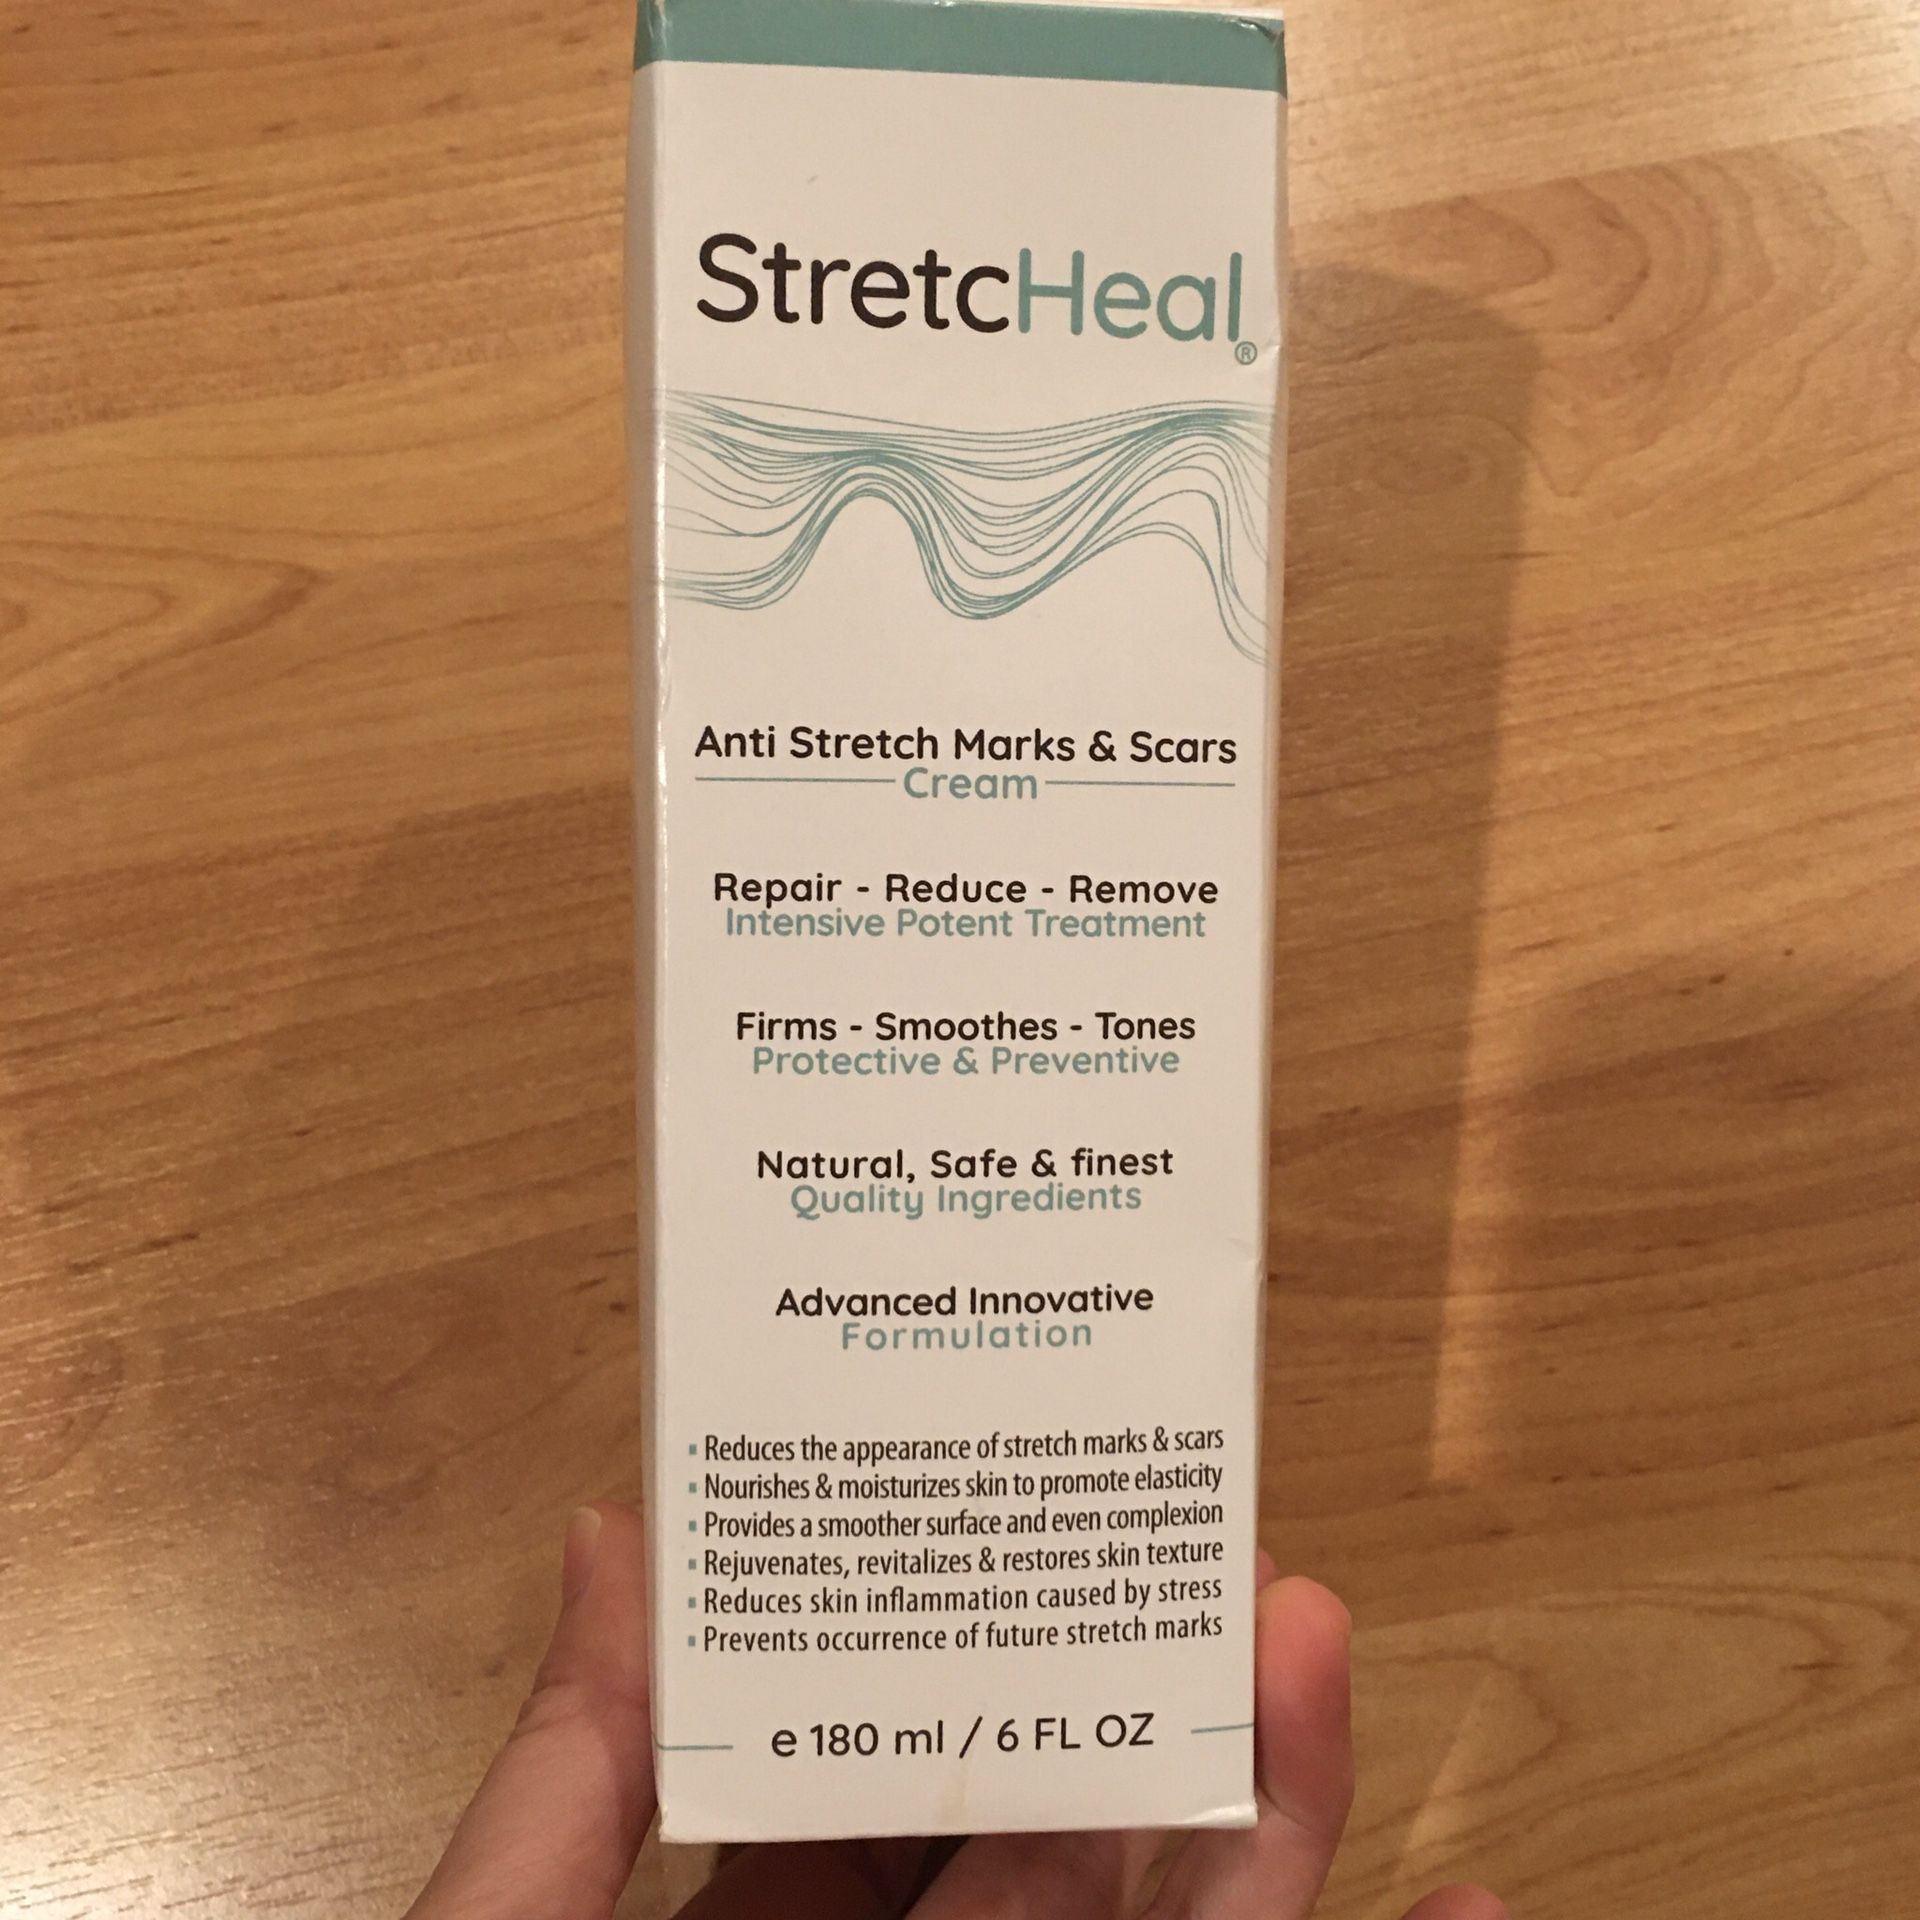 StretcHeal®
Anti Stretch Marks & Scars
Cream
Repair - Reduce - Remove
Intensive Potent Treatment
Firms - Smoothes - Tones
Protective & Preventive
Natural, Safe & finest
Quality Ingredients
Advanced Innovative
Formulation
▪ Reduces the appearance of stretch marks & scars
▪ Nourishes & moisturizes skin to promote elasticity
▪ Provides a smoother surface and even complexion
▪ Rejuvenates, revitalizes & restores skin texture
▪ Reduces skin inflammation caused by stress
▪ Prevents occurrence of future stretch marks
e 180 ml / 6 FL OZ